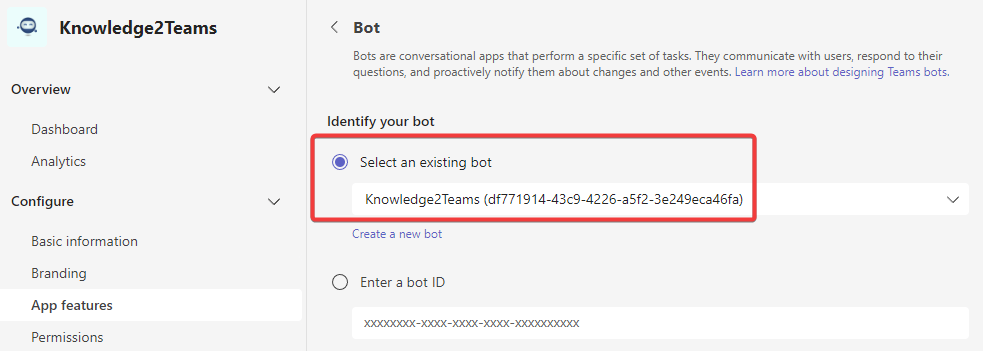 Knowledge2Teams
Overview
Dashboard
Analytics
Configure
Basic information
Branding
App features
Permissions
Bot
Bots are conversational apps that perform a specific set of tasks. They communicate with users, respond to their
questions, and proactively notify them about changes and other events. Learn more about designing Teams bots.
Identify your bot
Select an existing bot
Knowledge2Teams (df771914-43c9-4226-a5f2-3e249eca46fa)
Create a new bot
Enter a bot ID
xxxxxxxx-xxxx-xxxx-xxxx-xxxxxxxxxx